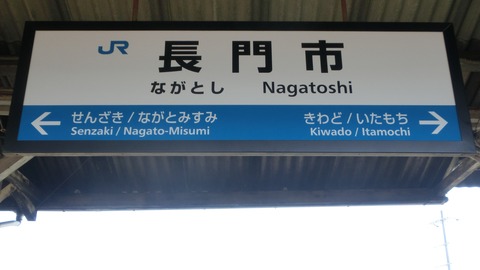 JR 長門市
ながとし Nagatoshi
← せんざき / ながとみすみ きわど / いたもち →
Senzaki / Nagato-Misumi Kiwado / Itamochi